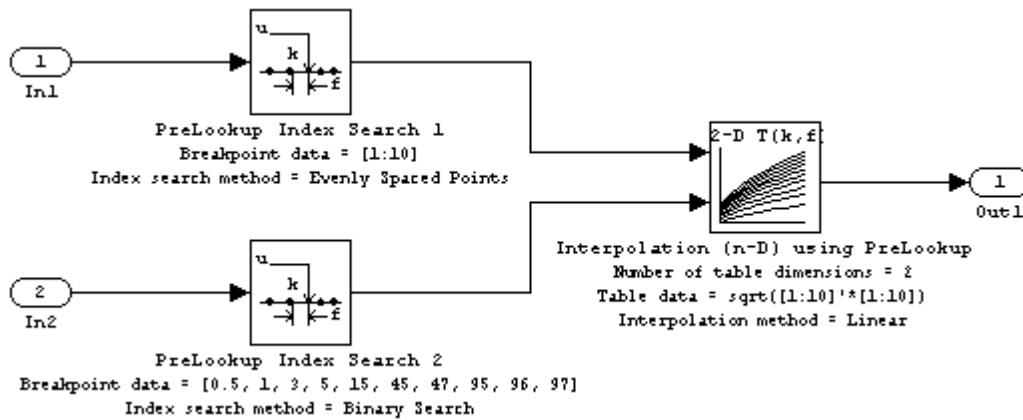 1
In1
u
k
f
PreLookup Index Search 1
Breakpoint data = [1:10]
Index search method = Evenly Spaced Points
2-D T(k,f
1
Out1
Interpolation (n-D) using PreLookup
Number of table dimensions = 2
Table data = sqrt([1:10]'*[1:10])
Interpolation method = Linear
2
In2
u
k
f
PreLookup Index Search 2
Breakpoint data = [0.5, 1, 3, 5, 15, 45, 47, 95, 96, 97]
Index search method = Binary Search